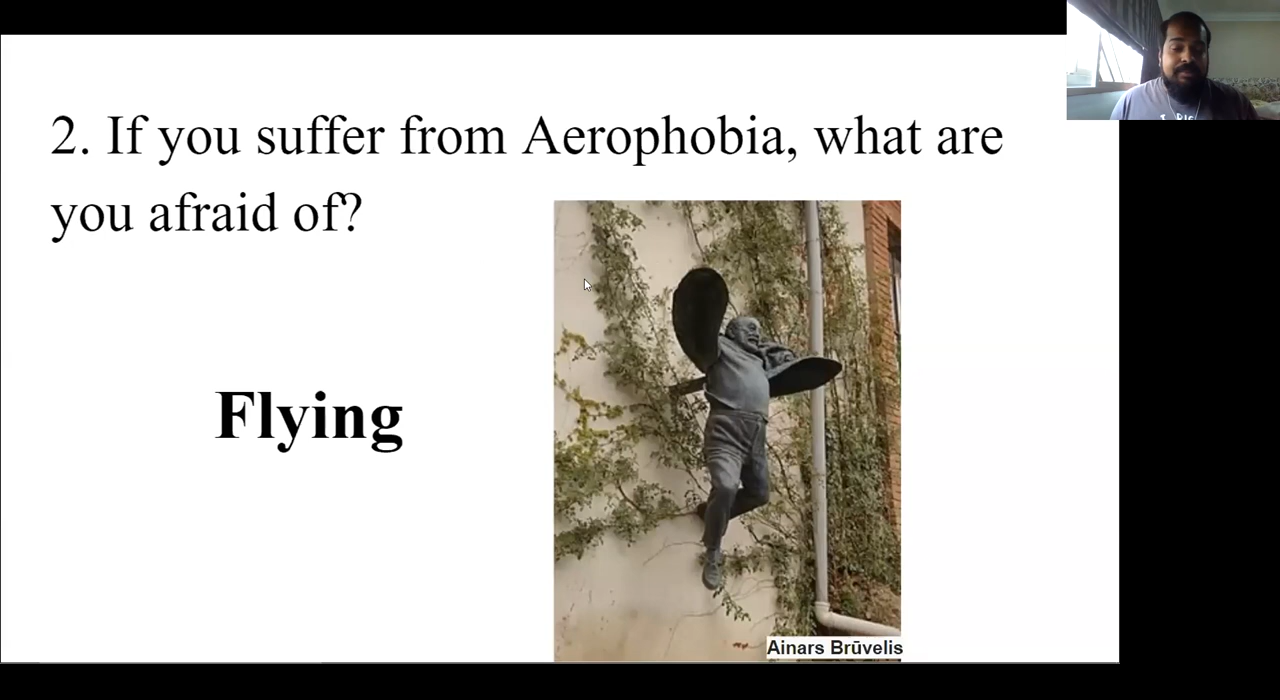 2. If you suffer from Aerophobia, what are
you afraid of?
Flying
Ainars Brūvelis